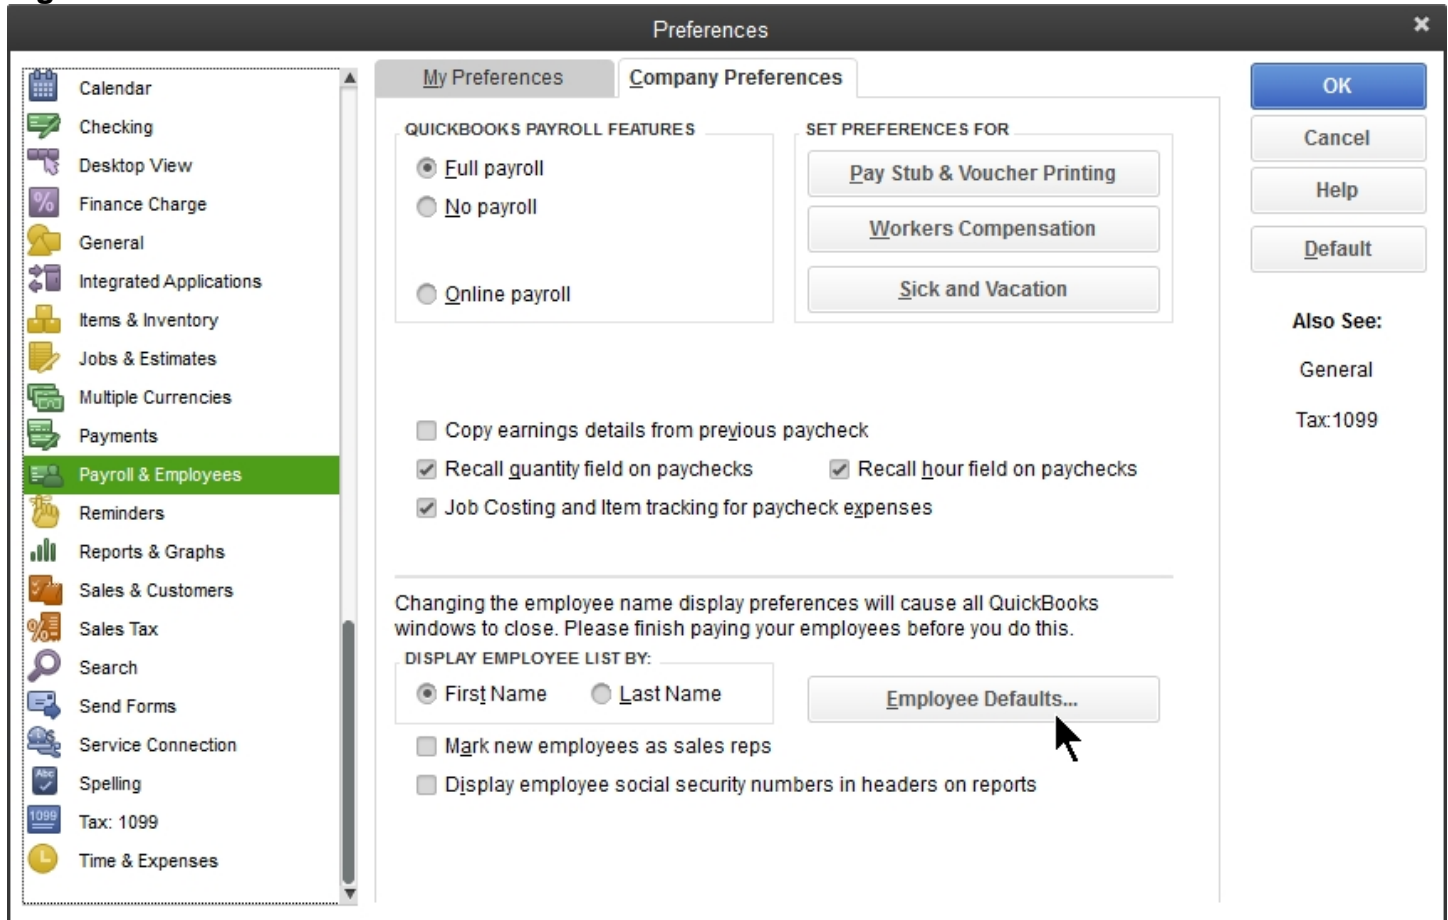 Preferences
Calendar
Checking
Desktop View
Finance Charge
General
Integrated Applications
Items & Inventory
Jobs & Estimates
Multiple Currencies
Payments
Payroll & Employees
Reminders
Reports & Graphs
Sales & Customers
Sales Tax
Search
Send Forms
Service Connection
Abc
Spelling
1099
Tax: 1099
Time & Expenses
My Preferences
Company Preferences
QUICKBOOKS PAYROLL FEATURES
Full payroll
No payroll
Online payroll
SET PREFERENCES FOR
Pay Stub & Voucher Printing
Workers Compensation
Sick and Vacation
Copy earnings details from previous paycheck
Recall quantity field on paychecks
Recall hour field on paychecks
Job Costing and Item tracking for paycheck expenses
Changing the employee name display preferences will cause all QuickBooks
windows to close. Please finish paying your employees before you do this.
DISPLAY EMPLOYEE LIST BY:
First Name
Last Name
Employee Defaults...
Mark new employees as sales reps
Display employee social security numbers in headers on reports
OK
Cancel
Help
Default
Also See:
General
Tax:1099